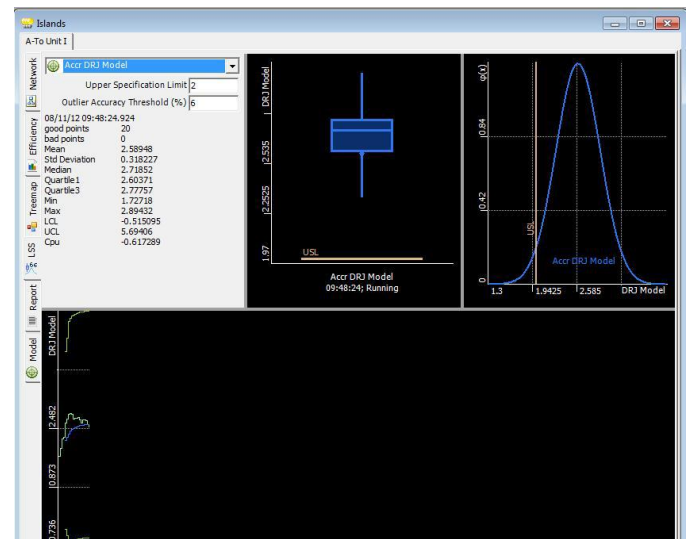 Islands
A-To Unit I
Network
Efficiency
Treemap
LSS
Report
Model
Accr DRJ Model
Upper Specification Limit 2
Outlier Accuracy Threshold (%) 6
08/11/12 09:48:24.924
good points 20
bad points 0
Mean 2.58948
Std Deviation 0.318227
Median 2.71852
Quartile1 2.60371
Quartile3 2.77757
Min 1.72718
Max 2.89432
LCL -0.515095
UCL 5.69406
Cpu -0.617289
DRJ Model
2.535
2.2525
1.97
USL
Accr DRJ Model
09:48:24; Running
φ(x)
0.84
0.42
0
USL
Accr DRJ Model
1.3
1.9425
2.585
DRJ Model
DRJ Model
2.482
0.873
0.736